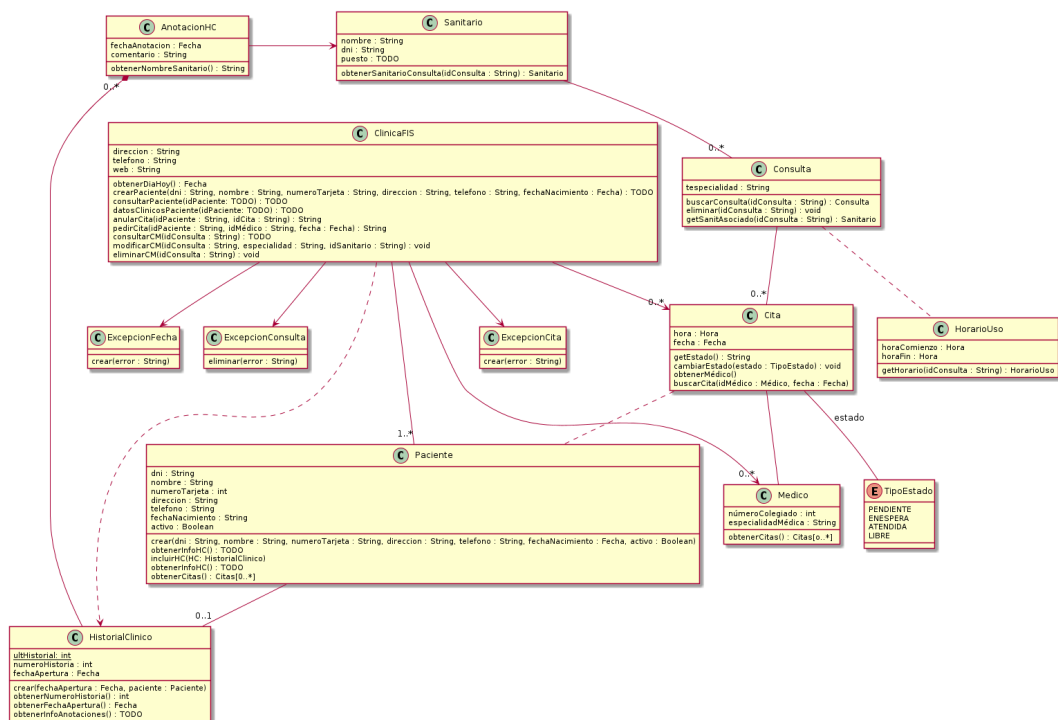 AnotacionHC
fechaAnotacion : Fecha
comentario : String
obtenerNombreSanitario() : String
Sanitario
nombre : String
dni : String
puesto : TODO
obtenerSanitarioConsulta(idConsulta : String) : Sanitario
0..*
ClinicaFIS
direccion : String
telefono : String
web : String
obtenerDiaHoy() : Fecha
crearPaciente(dni : String, nombre : String, numeroTarjeta : String, direccion : String, telefono : String, fechaNacimiento : Fecha) : TODO
consultarPaciente(idPaciente: TODO) : TODO
datosClinicosPaciente(idPaciente: TODO) : TODO
anularCita(idPaciente : String, idCita : String) : String
pedirCita(idPaciente : String, idMédico : String, fecha : Fecha) : String
consultarCM(idConsulta : String) : TODO
modificarCM(idConsulta : String, especialidad : String, idSanitario : String) : void
eliminarCM(idConsulta : String) : void
0..*
Consulta
tespecialidad : String
buscarConsulta(idConsulta : String) : Consulta
eliminar(idConsulta : String) : void
getSanitAsociado(idConsulta : String) : Sanitario
ExcepcionFecha
crear(error : String)
ExcepcionConsulta
eliminar(error : String)
ExcepcionCita
crear(error : String)
0..*
0..*
Cita
hora : Hora
fecha : Fecha
getEstado() : String
cambiarEstado(estado : TipoEstado) : void
obtenerMédico()
buscarCita(idMédico : Médico, fecha : Fecha)
HorarioUso
horaComienzo : Hora
horaFin : Hora
getHorario(idConsulta : String) : HorarioUso
estado
1..*
Paciente
dni : String
nombre : String
numeroTarjeta : int
direccion : String
telefono : String
fechaNacimiento : String
activo : Boolean
crear(dni : String, nombre : String, numeroTarjeta : String, direccion : String, telefono : String, fechaNacimiento : Fecha, activo : Boolean)
obtenerInfoHC() : TODO
incluirHC(HC: HistorialClinico)
obtenerInfoHC() : TODO
obtenerCitas() : Citas[0..*]
0..*
Medico
númeroColegiado : int
especialidadMédica : String
obtenerCitas() : Citas[o..*]
TipoEstado
PENDIENTE
ENESPERA
ATENDIDA
LIBRE
0..1
HistorialClinico
ultHistorial: int
numeroHistoria : int
fechaApertura : Fecha
crear(fechaApertura : Fecha, paciente : Paciente)
obtenerNumeroHistoria() : int
obtenerFechaApertura() : Fecha
obtenerInfoAnotaciones() : TODO